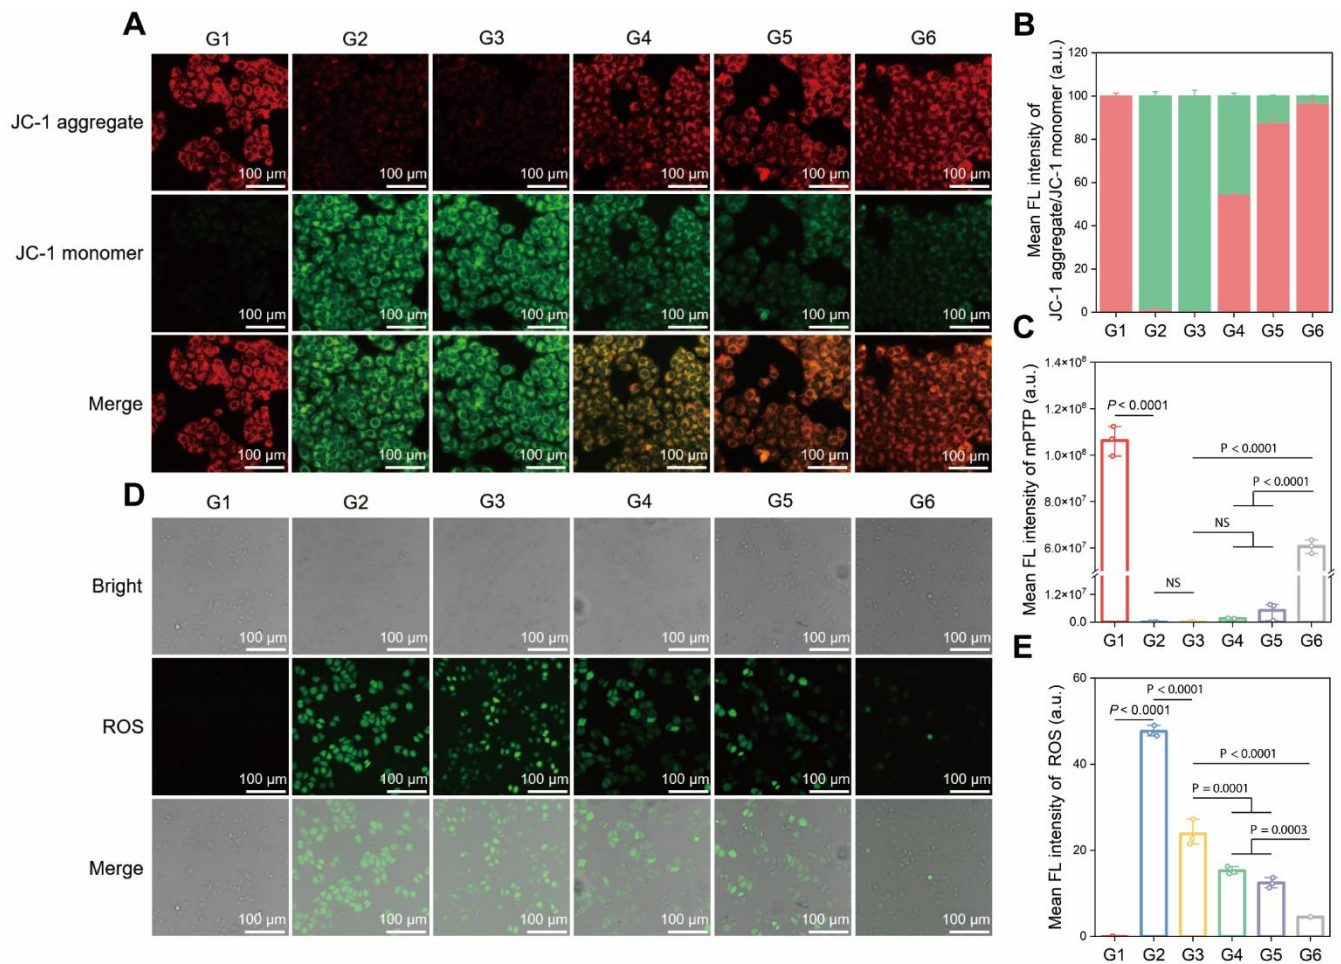 A
G1 G2 G3 G4 G5 G6
JC-1 aggregate
100 μm 100 μm 100 μm 100 μm 100 μm 100 μm
JC-1 monomer
100 μm 100 μm 100 μm 100 μm 100 μm 100 μm
Merge
100 μm 100 μm 100 μm 100 μm 100 μm 100 μm
B
Mean FL intensity of
JC-1 aggregate/JC-1 monomer (a.u.)
120
100
80
60
40
20
0
G1 G2 G3 G4 G5 G6
C
Mean FL intensity of mPTP (a.u.)
1.4×10⁸
1.2×10⁸
1.0×10⁸
8.0×10⁷
6.0×10⁷
1.2×10⁷
0.0
P < 0.0001
P < 0.0001
P < 0.0001
NS
NS
G1 G2 G3 G4 G5 G6
D
G1 G2 G3 G4 G5 G6
Bright
100 μm 100 μm 100 μm 100 μm 100 μm 100 μm
ROS
100 μm 100 μm 100 μm 100 μm 100 μm 100 μm
Merge
100 μm 100 μm 100 μm 100 μm 100 μm 100 μm
E
Mean FL intensity of ROS (a.u.)
60
40
20
0
P < 0.0001
P < 0.0001
P < 0.0001
P = 0.0001
P = 0.0003
G1 G2 G3 G4 G5 G6